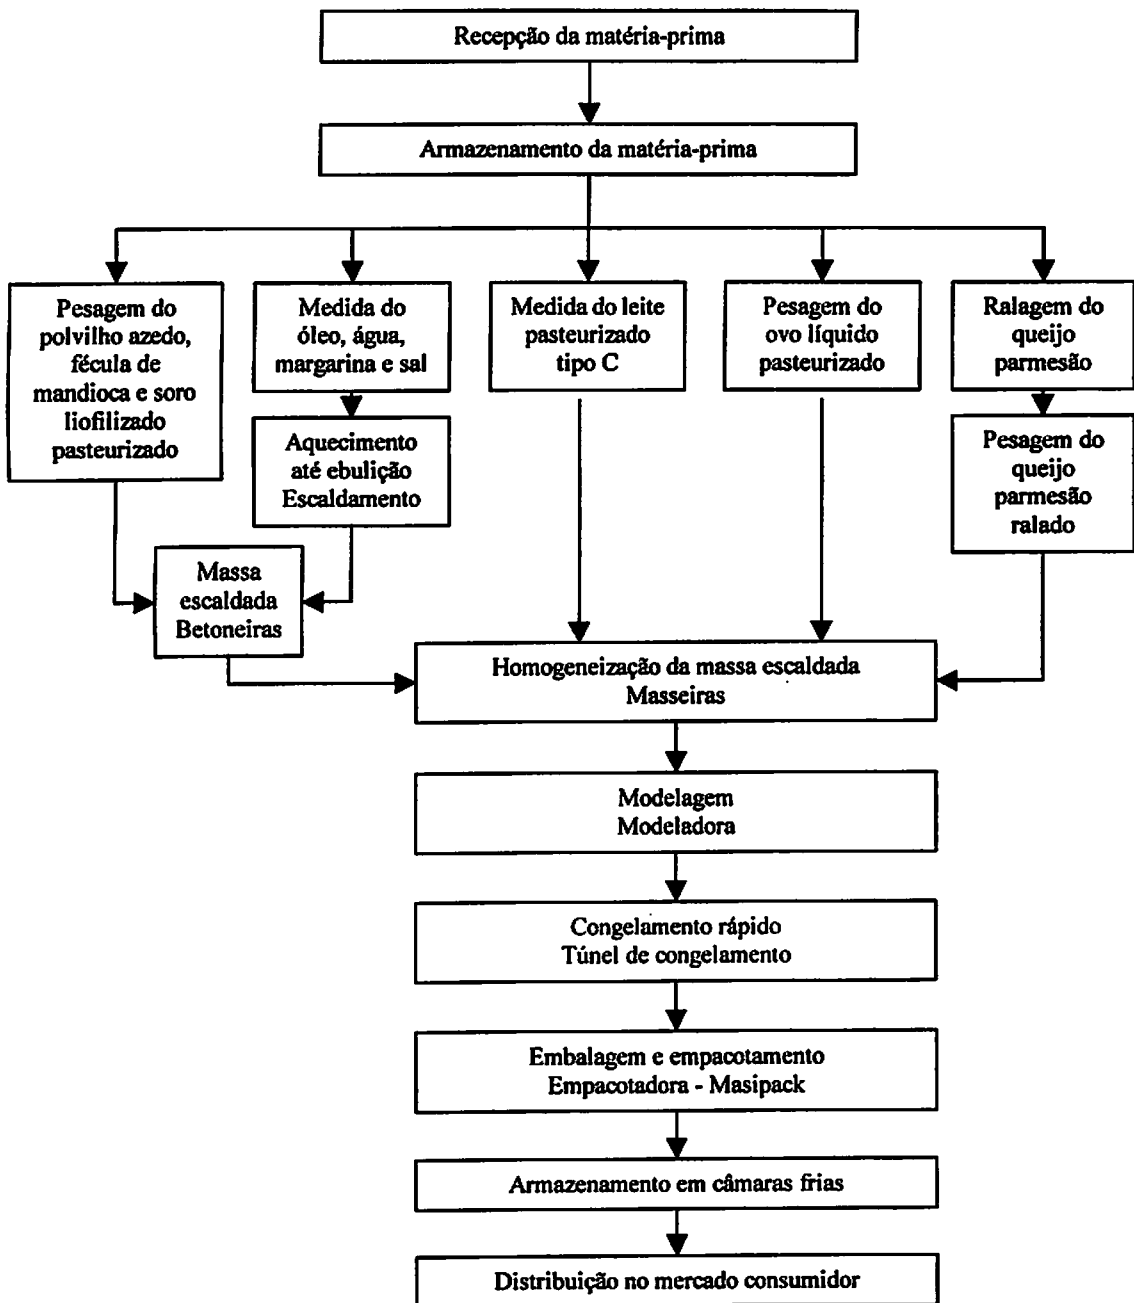 Recepção da matéria-prima
Armazenamento da matéria-prima
Pesagem do
polvilho azedo,
fécula de
mandioca e soro
liofilizado
pasteurizado
Medida do
óleo, água,
margarina e sal
Medida do leite
pasteurizado
tipo C
Pesagem do
ovo líquido
pasteurizado
Ralagem do
queijo
parmesão
Aquecimento
até ebulição
Escaldamento
Pesagem do
queijo
parmesão
ralado
Massa
escaldada
Betoneiras
Homogeneização da massa escaldada
Masseiras
Modelagem
Modeladora
Congelamento rápido
Túnel de congelamento
Embalagem e empacotamento
Empacotadora - Masipack
Armazenamento em câmaras frias
Distribuição no mercado consumidor